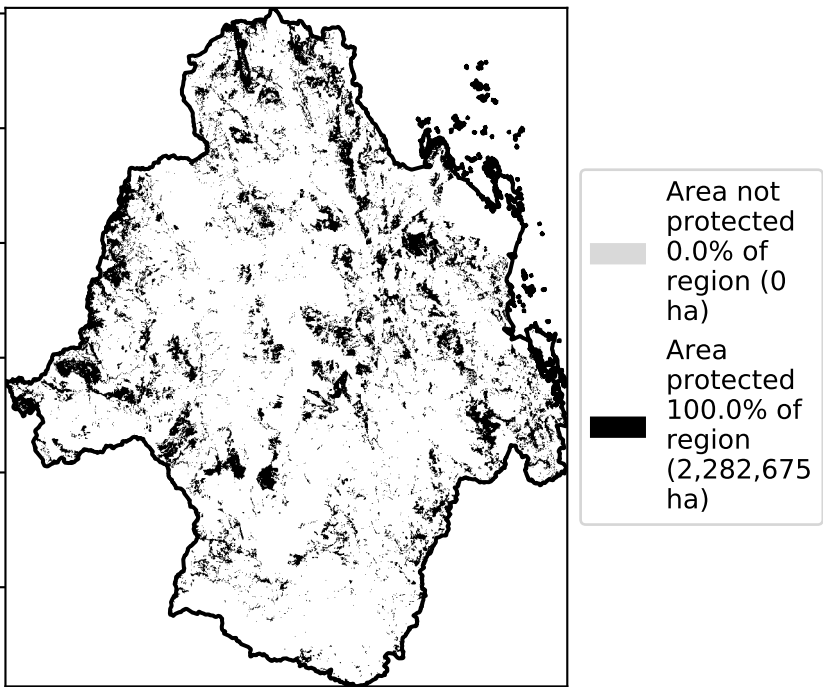 Area not
protected
0.0% of
region (0
ha)
Area
protected
100.0% of
region
(2,282,675
ha)